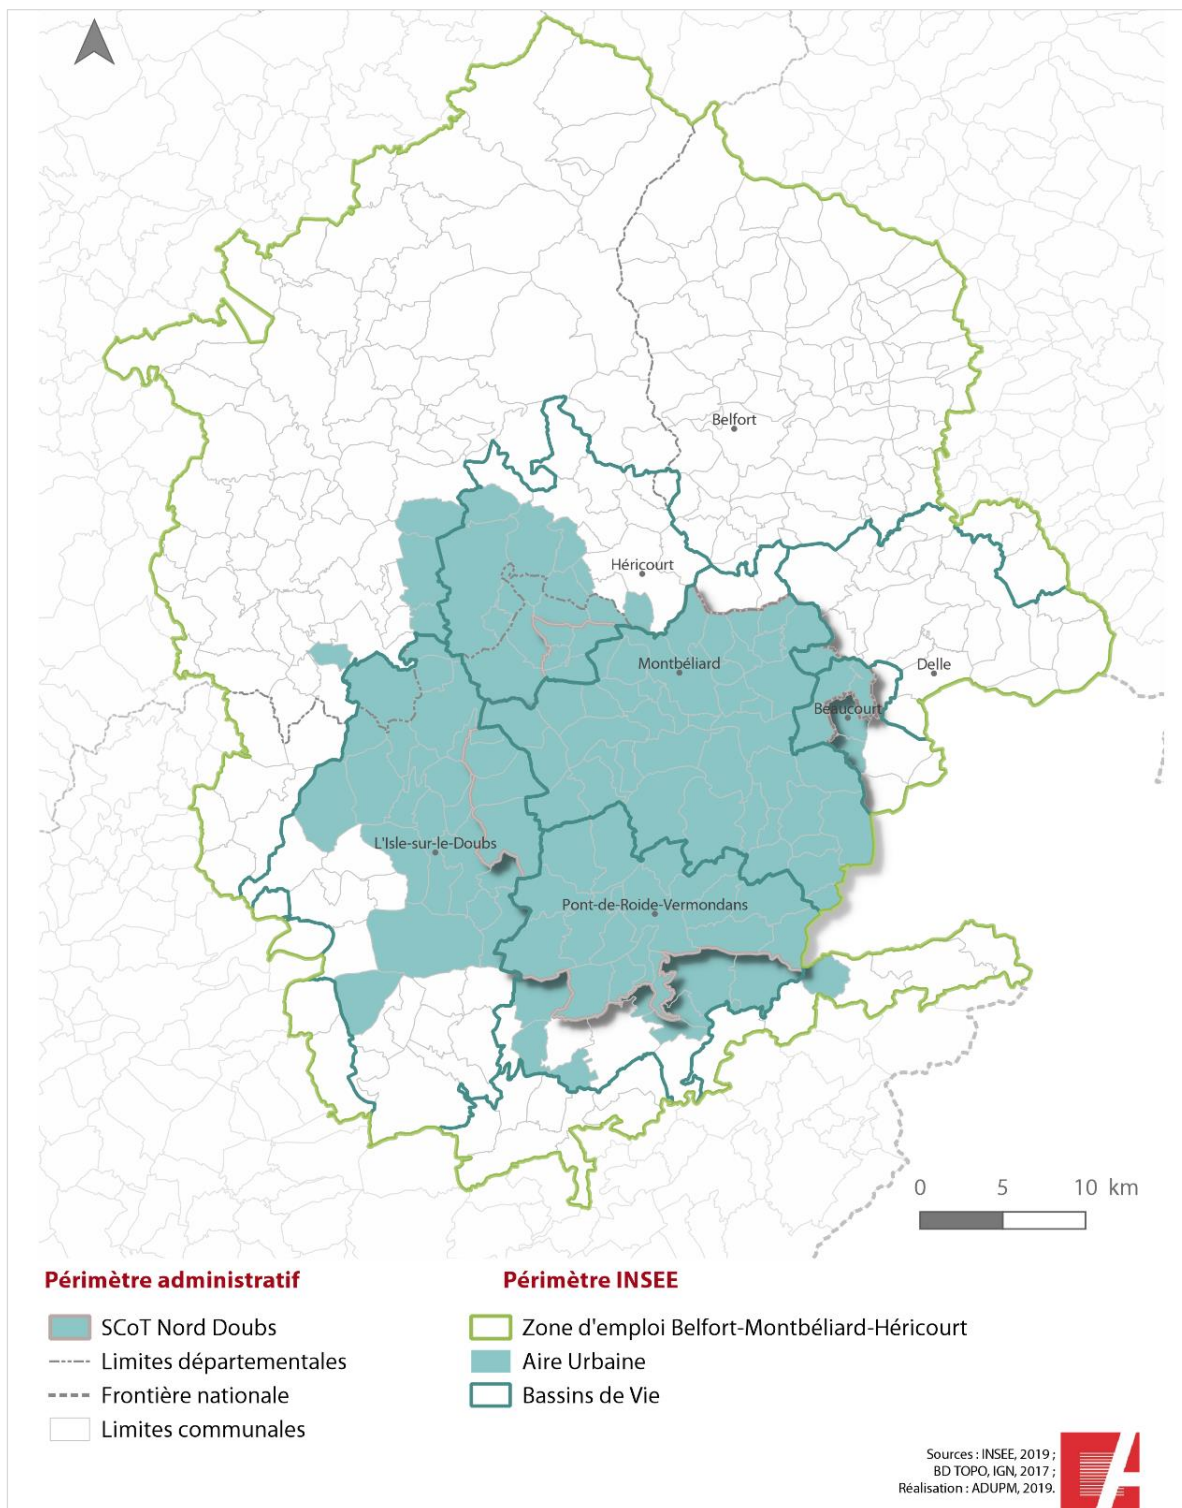 Belfort
Héricourt
Montbéliard
Delle
Beaucourt
L'Isle-sur-le-Doubs
Pont-de-Roide-Vermondans
0 5 10 km
Périmètre administratif
SCoT Nord Doubs
Limites départementales
Frontière nationale
Limites communales
Périmètre INSEE
Zone d'emploi Belfort-Montbéliard-Héricourt
Aire Urbaine
Bassins de Vie
Sources : INSEE, 2019 ;
BD TOPO, IGN, 2017 ;
Réalisation : ADUPM, 2019.